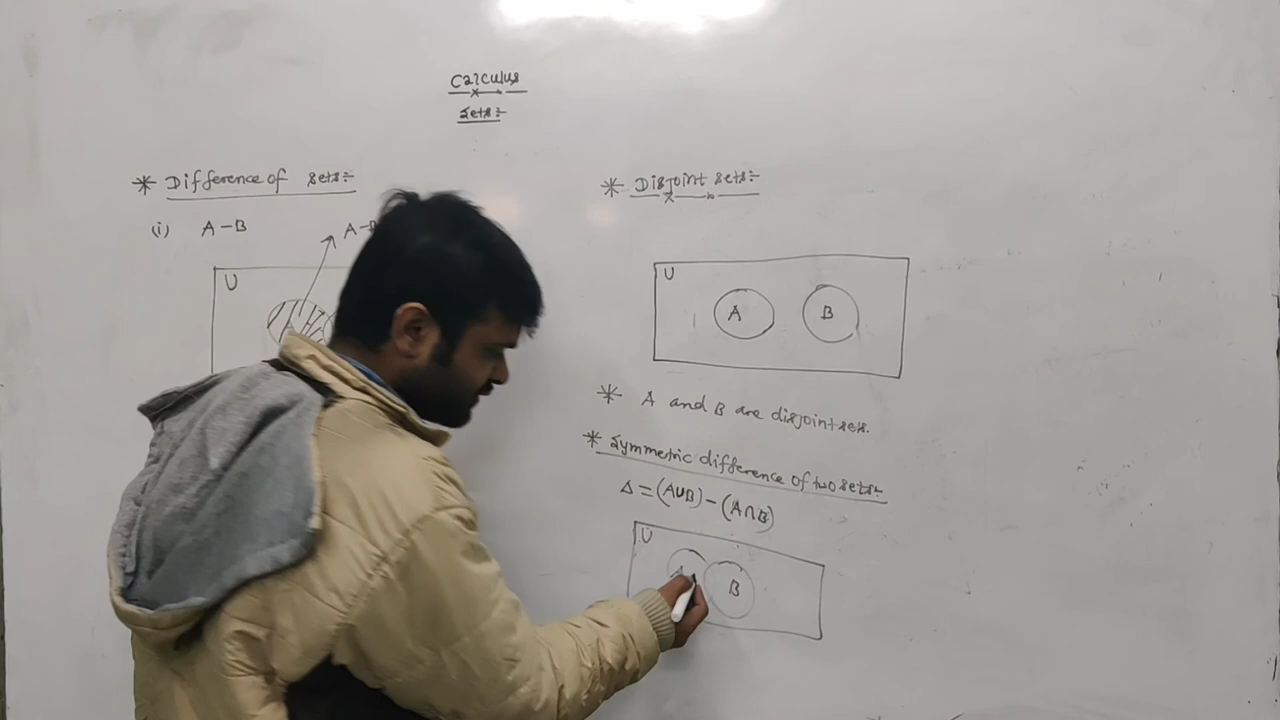 Calculus
Sets:-
* Difference of sets:-
(i) A-B
A-B
U
* Disjoint sets:-
U
A B
* A and B are disjoint sets.
* Symmetric difference of two sets:-
Δ = (A∪B) - (A∩B)
U
A B